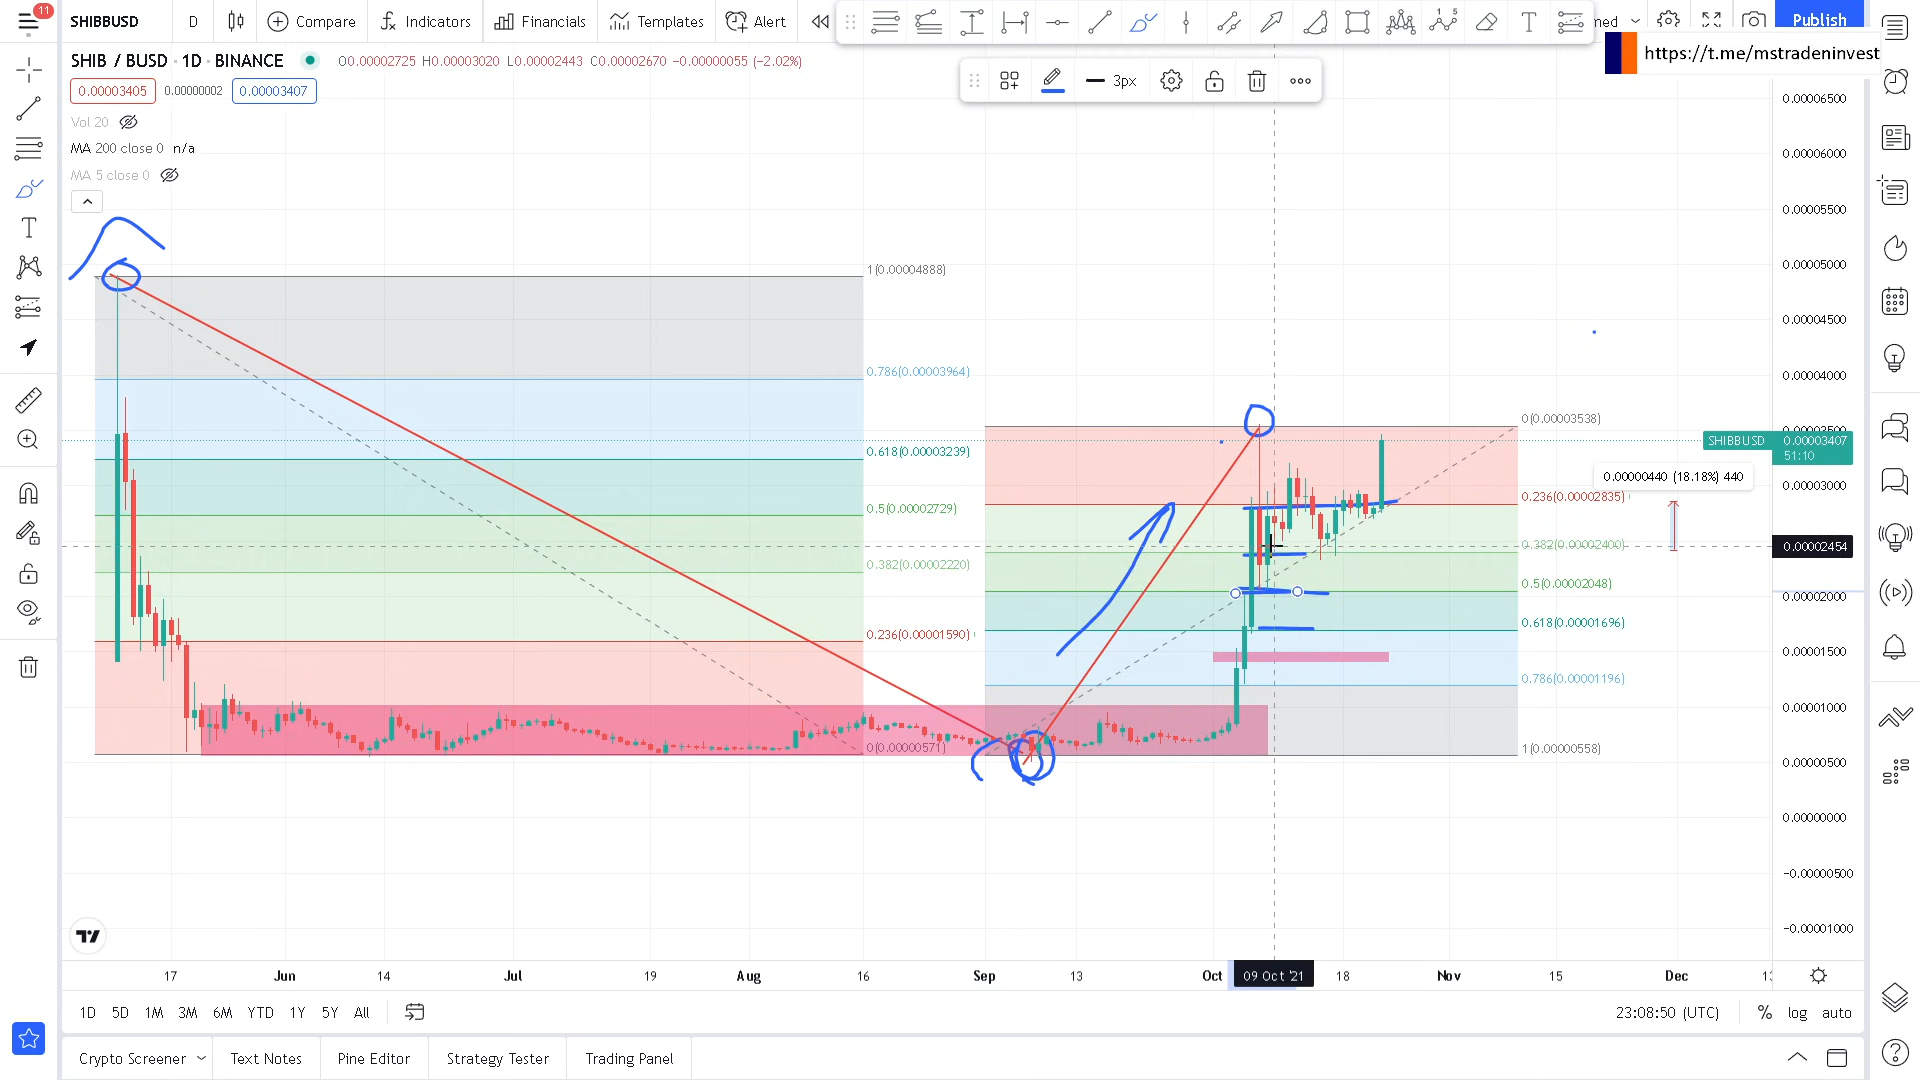 11
SHIBBUSD D Compare Indicators Financials Templates Alert Publish
https://t.me/mstradeninvest
SHIB / BUSD · 1D · BINANCE O0.00002725 H0.00003020 L0.00002443 C0.00002670 −0.00000055 (−2.02%)
3px
0.00003405 0.00000002 0.00003407
Vol 20
MA 200 close 0 n/a
MA 5 close 0
0.00006500
0.00006000
0.00005500
0.00005000
0.00004500
0.00004000
0.00003000
0.00002000
0.00001500
0.00001000
0.00000500
0.00000000
−0.00000500
−0.00001000
1(0.00004888)
0.786(0.00003964)
0.618(0.00003239)
0.5(0.00002729)
0.382(0.00002220)
0.236(0.00001590)
0(0.00000571)
0(0.00003538)
0.236(0.00002835)
0.382(0.00002400)
0.5(0.00002048)
0.618(0.00001696)
0.786(0.00001196)
1(0.00000558)
SHIBBUSD 0.00003407
51:10
0.00000440 (18.18%) 440
0.00002454
17 Jun 14 Jul 19 Aug 16 Sep 13 Oct 09 Oct '21 18 Nov 15 Dec
1D 5D 1M 3M 6M YTD 1Y 5Y All 23:08:50 (UTC) % log auto
Crypto Screener Text Notes Pine Editor Strategy Tester Trading Panel